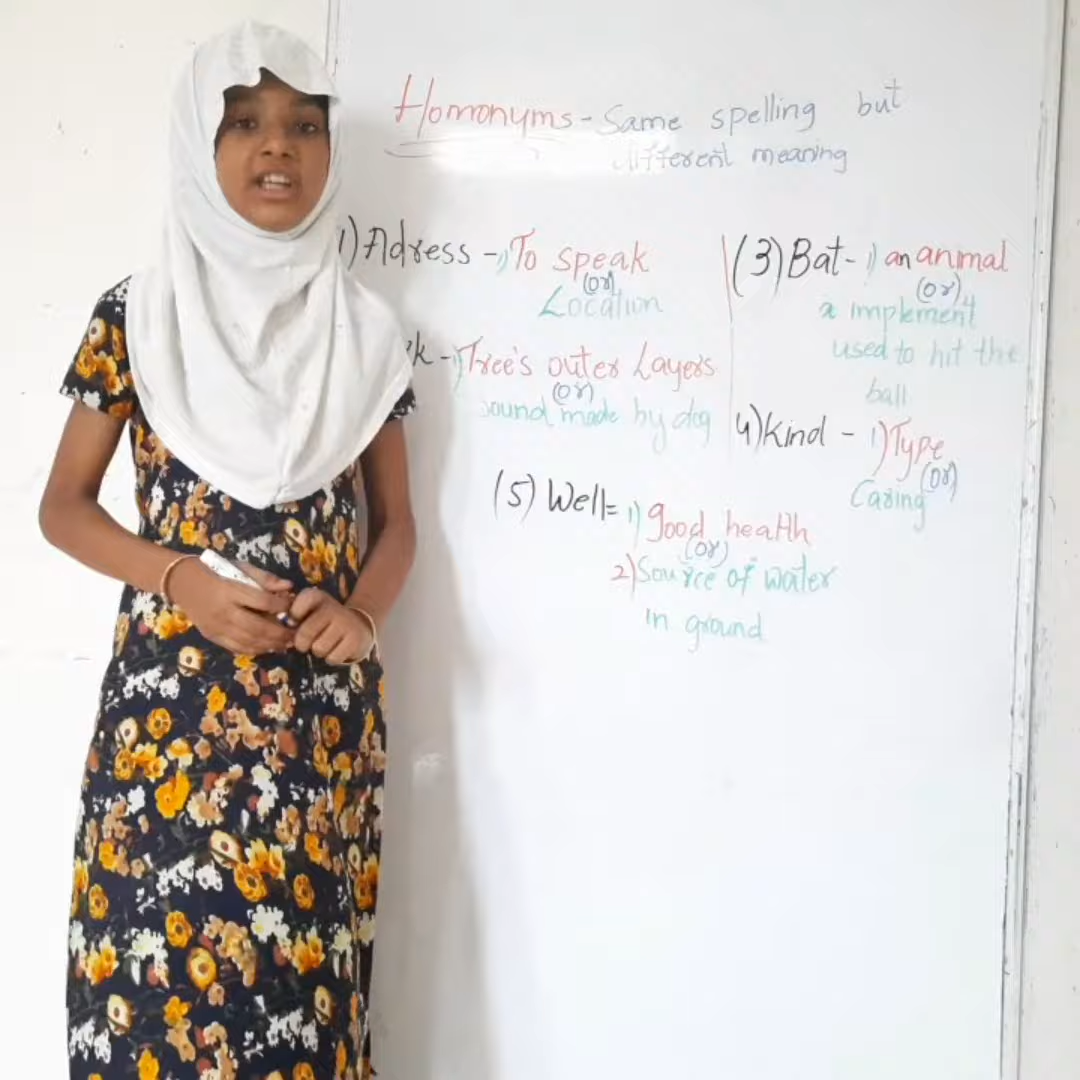 Homonyms - Same spelling but
different meaning
1) Adress - 1) To speak
(or)
Location
k - 1) Tree's outer Layers
(or)
sound made by dog
(3) Bat - 1) an animal
(or)
a implement
used to hit the
ball
4) Kind - 1) Type
(or)
Caring
(5) Well = 1) good health
(or)
2) Source of water
in ground